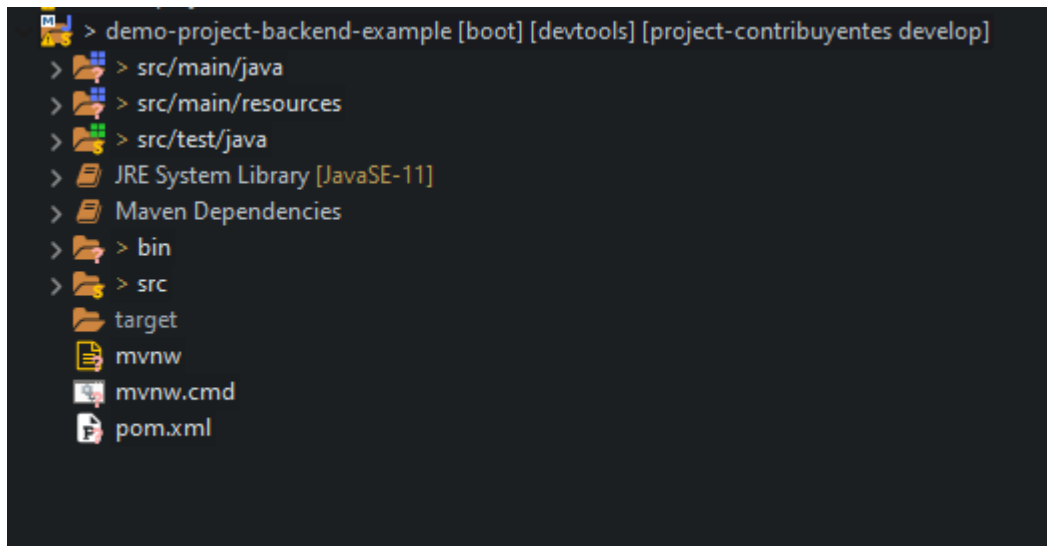 > demo-project-backend-example [boot] [devtools] [project-contribuyentes develop]
> src/main/java
> src/main/resources
> src/test/java
JRE System Library [JavaSE-11]
Maven Dependencies
> bin
> src
target
mvnw
mvnw.cmd
pom.xml